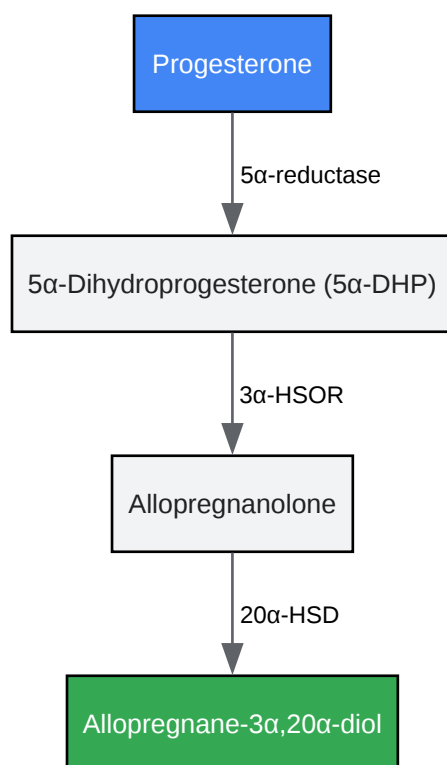 Progesterone
5α-reductase
5α-Dihydroprogesterone (5α-DHP)
3α-HSOR
Allopregnanolone
20α-HSD
Allopregnane-3α,20α-diol